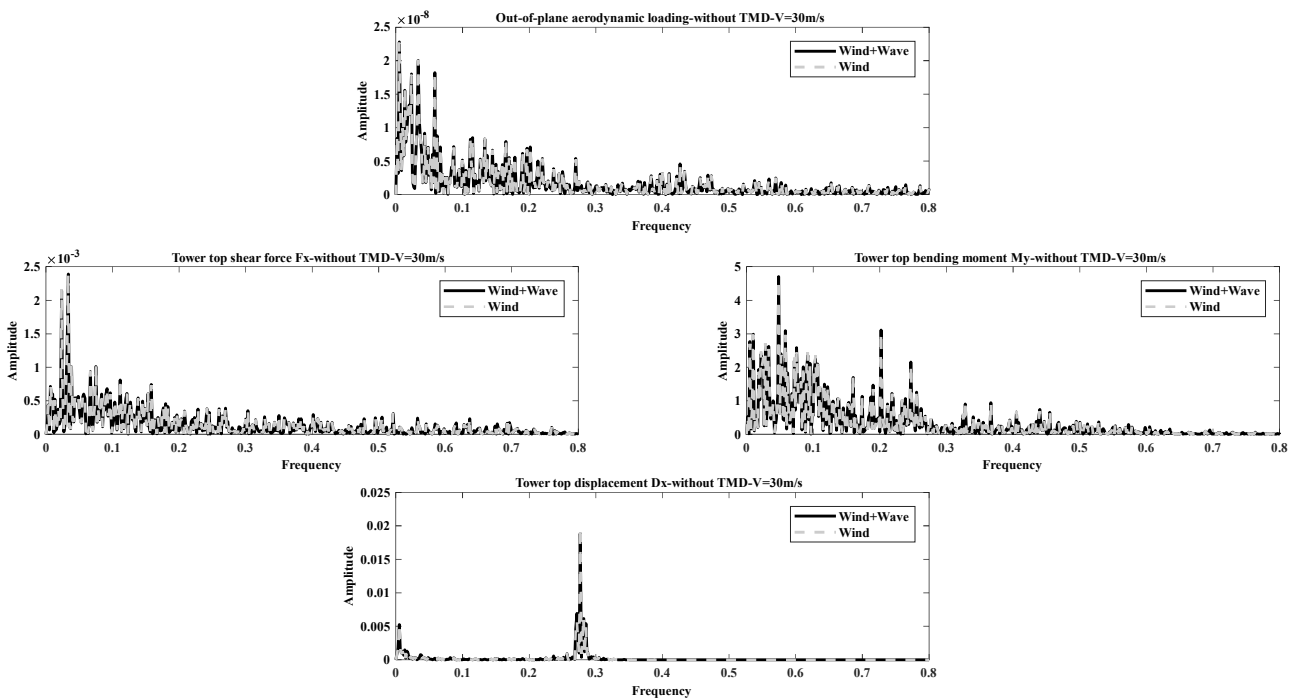 Out-of-plane aerodynamic loading-without TMD-V=30m/s
×10^-8
2.5
2
1.5
1
0.5
0
Amplitude
Wind+Wave
Wind
0 0.1 0.2 0.3 0.4 0.5 0.6 0.7 0.8
Frequency
Tower top shear force Fx-without TMD-V=30m/s
×10^-3
2.5
2
1.5
1
0.5
0
Amplitude
Wind+Wave
Wind
0 0.1 0.2 0.3 0.4 0.5 0.6 0.7 0.8
Frequency
Tower top bending moment My-without TMD-V=30m/s
5
4
3
2
1
0
Amplitude
Wind+Wave
Wind
0 0.1 0.2 0.3 0.4 0.5 0.6 0.7 0.8
Frequency
Tower top displacement Dx-without TMD-V=30m/s
0.025
0.02
0.015
0.01
0.005
0
Amplitude
Wind+Wave
Wind
0 0.1 0.2 0.3 0.4 0.5 0.6 0.7 0.8
Frequency